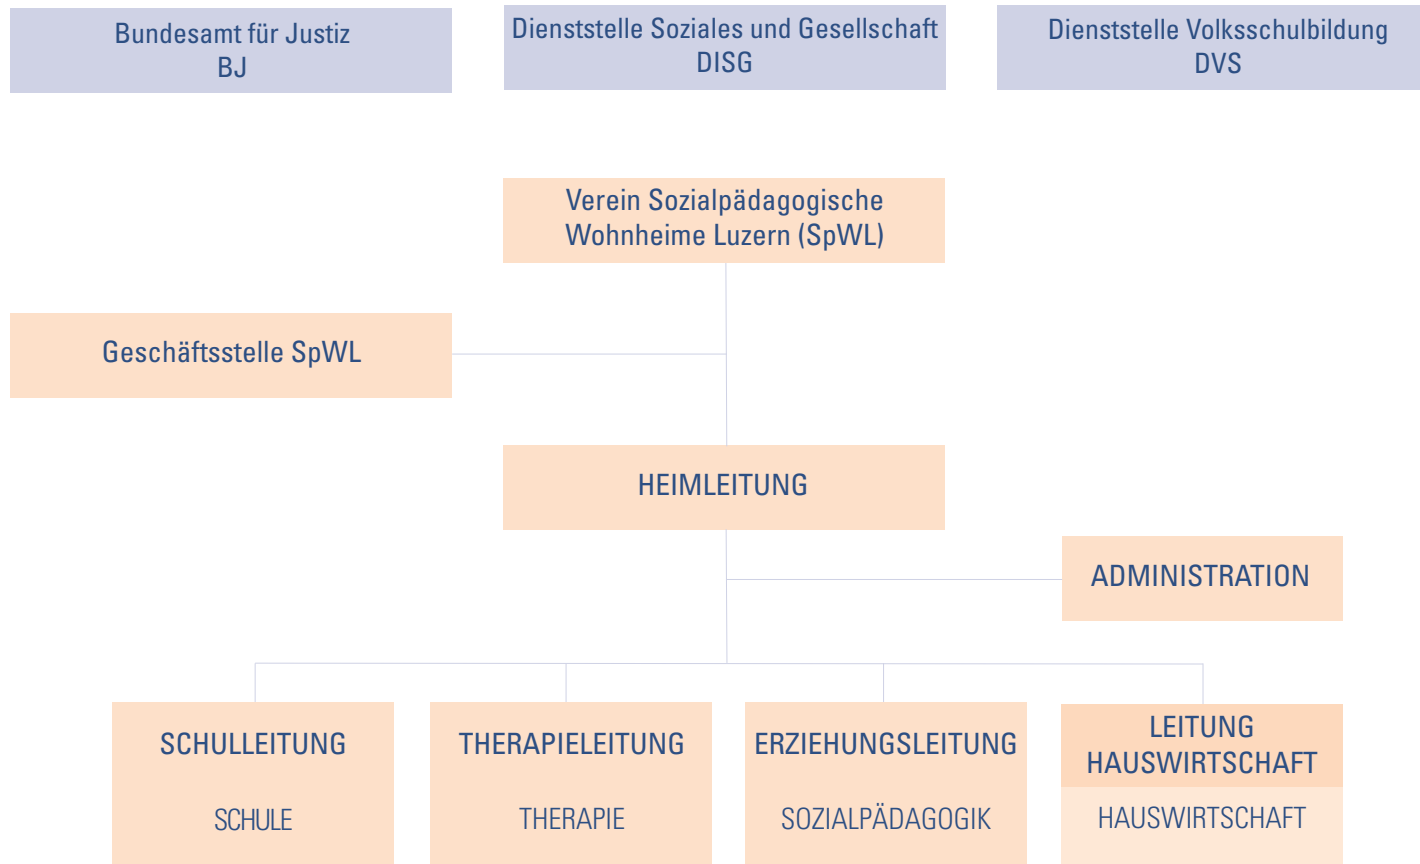 Bundesamt für Justiz
BJ
Dienststelle Soziales und Gesellschaft
DISG
Dienststelle Volksschulbildung
DVS
Verein Sozialpädagogische
Wohnheime Luzern (SpWL)
Geschäftsstelle SpWL
HEIMLEITUNG
ADMINISTRATION
SCHULLEITUNG
SCHULE
THERAPIELEITUNG
THERAPIE
ERZIEHUNGSLEITUNG
SOZIALPÄDAGOGIK
LEITUNG
HAUSWIRTSCHAFT
HAUSWIRTSCHAFT